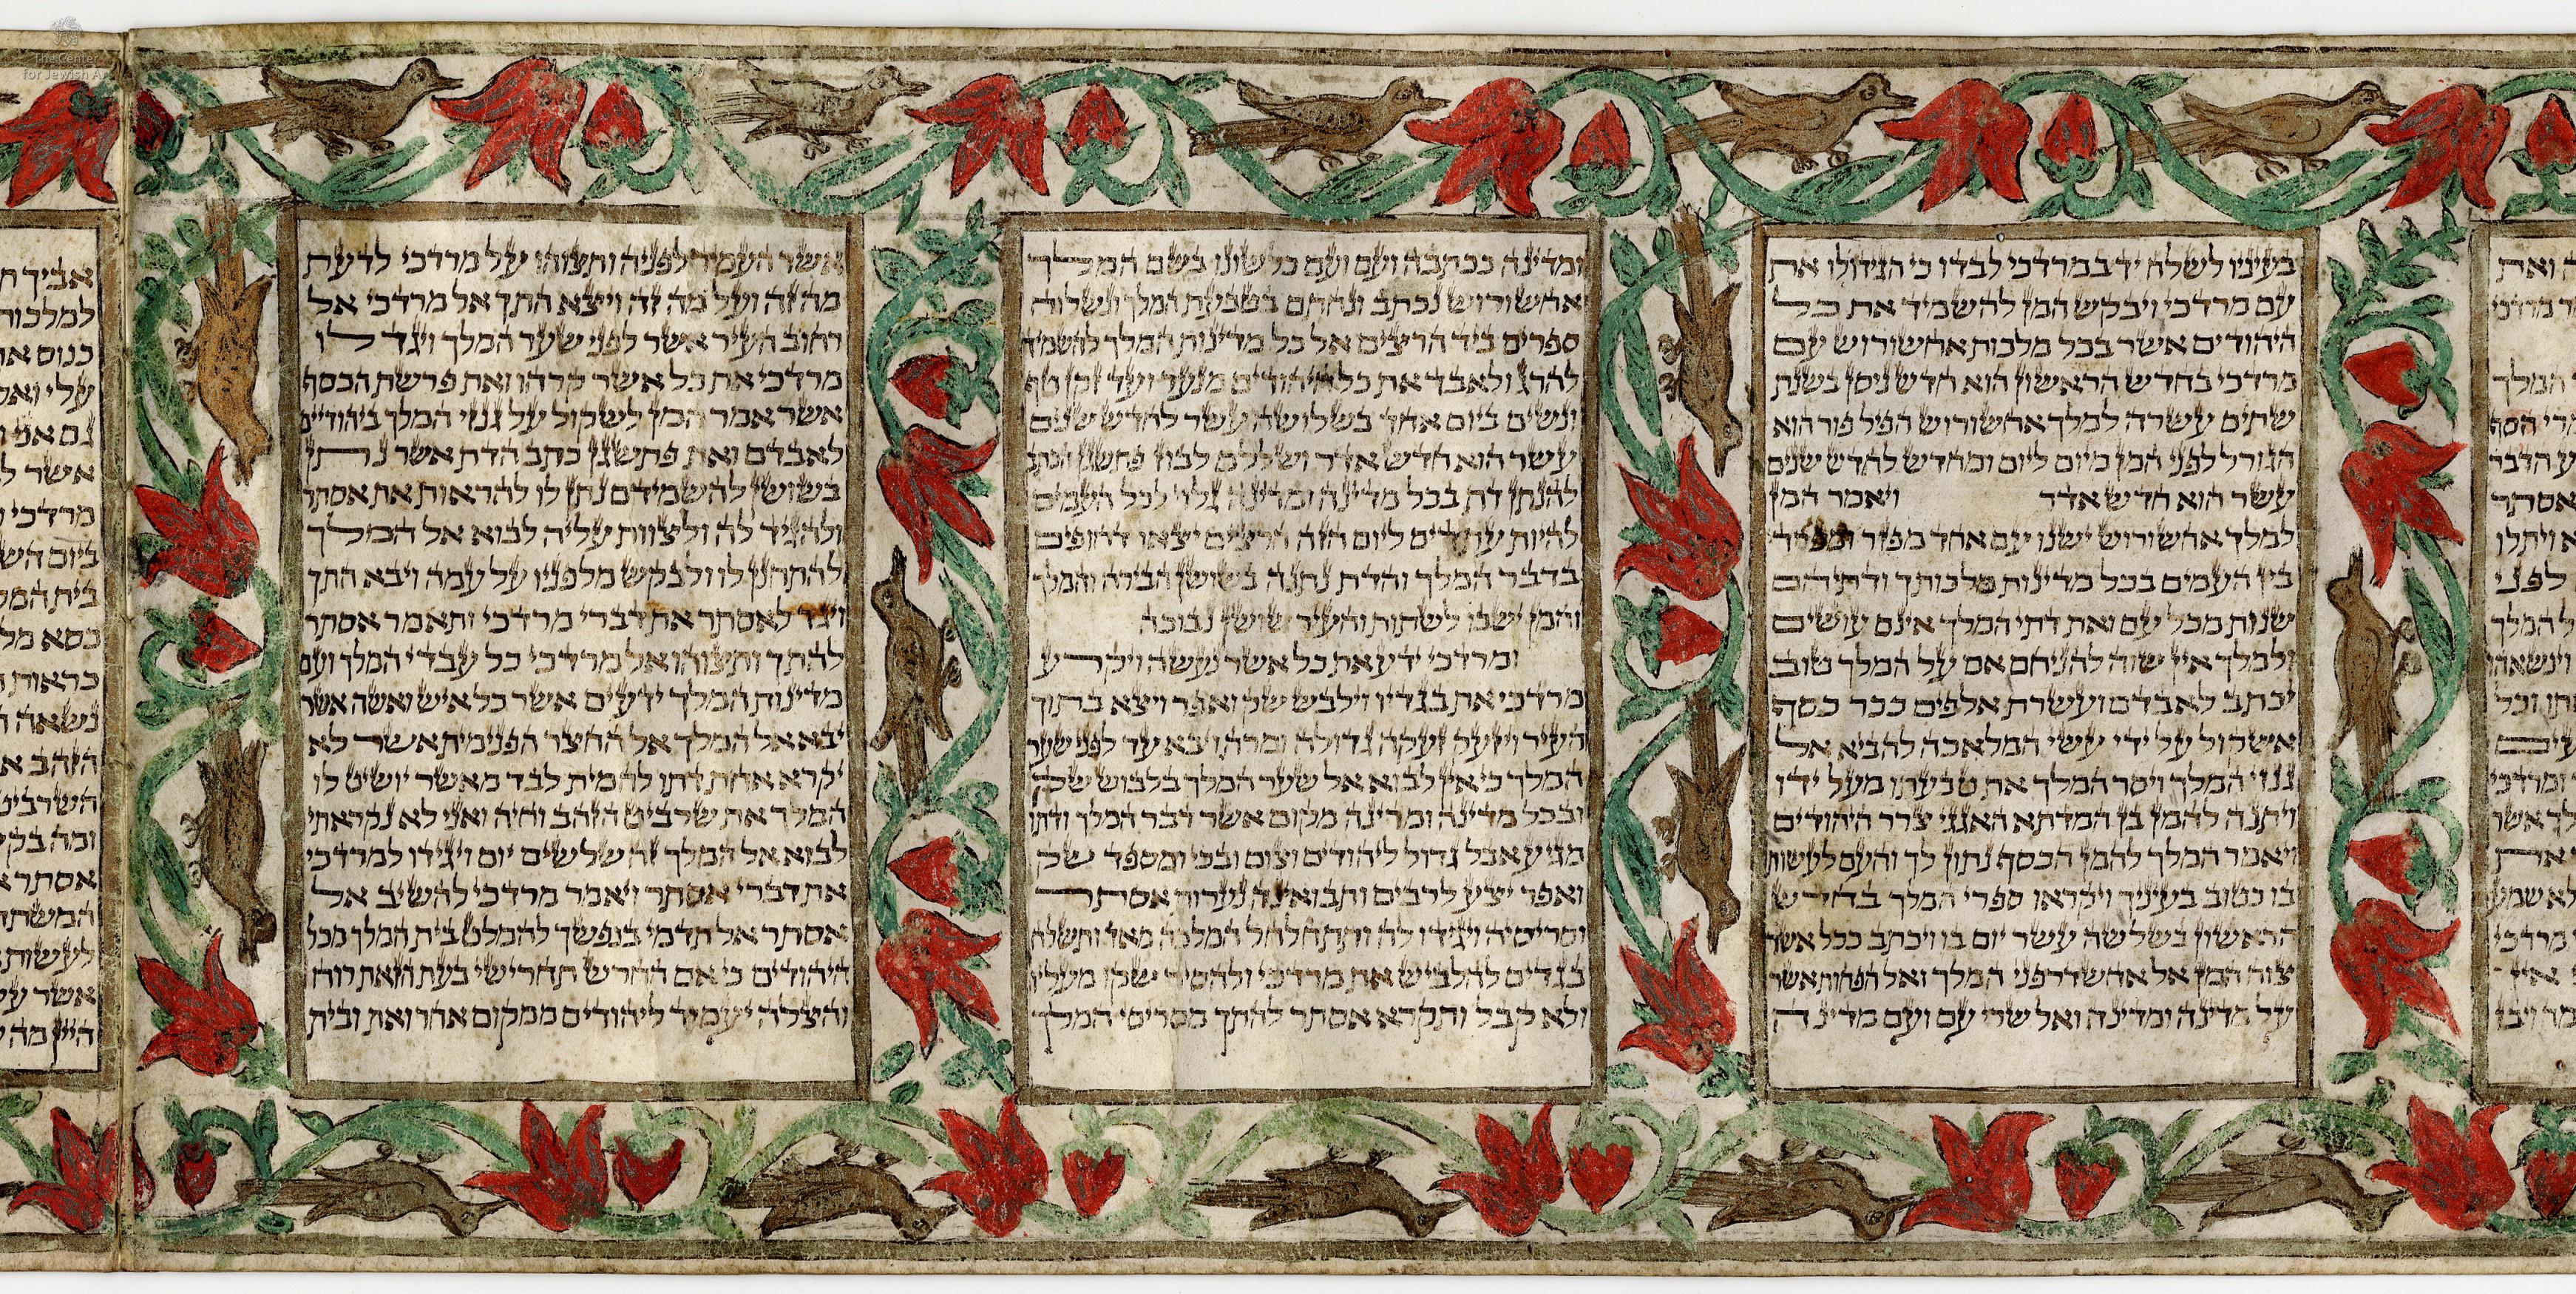 ואת
מרדכי
המלך
הסף
הדבר
אסתר
ויתלו
לפני
המלך
וינשאהו
וכל
ומרדכי
אשר
את
שמע
מרדכי
אין
ויבז
בעיניו לשלח יד במרדכי לבדו כי הגידו לו את
עם מרדכי ויבקש המן להשמיד את כל
היהודים אשר בכל מלכות אחשורוש עם
מרדכי בחדש הראשון הוא חדש ניסן בשנת
שתים עשרה למלך אחשורוש הפיל פור הוא
הגורל לפני המן מיום ליום ומחדש לחדש שנים
עשר הוא חדש אדר ויאמר המן
למלך אחשורוש ישנו עם אחד מפזר ומפרד
בין העמים בכל מדינות מלכותך ודתיהם
שנות מכל עם ואת דתי המלך אינם עושים
ולמלך אין שוה להניחם אם על המלך טוב
יכתב לאבדם ועשרת אלפים ככר כסף
אשקול על ידי עשי המלאכה להביא אל
גנזי המלך ויסר המלך את טבעתו מעל ידו
ויתנה להמן בן המדתא האגגי צרר היהודים
ויאמר המלך להמן הכסף נתון לך והעם לעשות
בו כטוב בעיניך ויקראו ספרי המלך בחדש
הראשון בשלשה עשר יום בו ויכתב ככל אשר
צוה המן אל אחשדרפני המלך ואל הפחות אשר
על מדינה ומדינה ואל שרי עם ועם מדינה
ומדינה ככתבה ועם ועם כלשונו בשם המלך
אחשורוש נכתב ונחתם בטבעת המלך ונשלוח
ספרים ביד הרצים אל כל מדינות המלך להשמיד
להרג ולאבד את כל היהודים מנער ועד זקן טף
ונשים ביום אחד בשלושה עשר לחדש שנים
עשר הוא חדש אדר ושללם לבוז פתשגן הכתב
להנתן דת בכל מדינה ומדינה גלוי לכל העמים
להיות עתדים ליום הזה הרצים יצאו דחופים
בדבר המלך והדת נתנה בשושן הבירה והמלך
והמן ישבו לשתות והעיר שושן נבוכה
ומרדכי ידע את כל אשר נעשה ויקרע
מרדכי את בגדיו וילבש שק ואפר ויצא בתוך
העיר ויזעק זעקה גדולה ומרה ויבוא עד לפני שער
המלך כי אין לבוא אל שער המלך בלבוש שק
ובכל מדינה ומדינה מקום אשר דבר המלך ודתו
מגיע אבל גדול ליהודים וצום ובכי ומספד שק
ואפר יצע לרבים ותבואינה נערות אסתר
וסריסיה ויגידו לה ותתחלחל המלכה מאד ותשלח
בגדים להלביש את מרדכי ולהסיר שקו מעליו
ולא קבל ותקרא אסתר להתך מסריסי המלך
אשר העמיד לפניה ותצוהו על מרדכי לדעת
מה זה ועל מה זה ויצא התך אל מרדכי אל
רחוב העיר אשר לפני שער המלך ויגד לו
מרדכי את כל אשר קרהו ואת פרשת הכסף
אשר אמר המן לשקול על גנזי המלך ביהודיים
לאבדם ואת פתשגן כתב הדת אשר נתן
בשושן להשמידם נתן לו להראות את אסתר
ולהגיד לה ולצוות עליה לבוא אל המלך
להתחנן לו ולבקש מלפניו על עמה ויבא התך
ויגד לאסתר את דברי מרדכי ותאמר אסתר
להתך ותצוהו אל מרדכי כל עבדי המלך ועם
מדינות המלך ידעים אשר כל איש ואשה אשר
יבא אל המלך אל החצר הפנימית אשר לא
יקרא אחת דתו להמית לבד מאשר יושיט לו
המלך את שרביט הזהב וחיה ואני לא נקראתי
לבוא אל המלך זה שלשים יום ויגידו למרדכי
את דברי אסתר ויאמר מרדכי להשיב אל
אסתר אל תדמי בנפשך להמלט בית המלך מכל
היהודים כי אם החרש תחרישי בעת הזאת רוח
והצלה יעמוד ליהודים ממקום אחר ואת ובית
אביך
למלכות
כנוס
עלי
גם אני
אשר
מרדכי
ביום
בית
כסא
כראות
נשאה
הזהב
השרביט
ומה
אסתר
המשתה
לעשות
אשר
היין מה
The Center
for Jewish Art